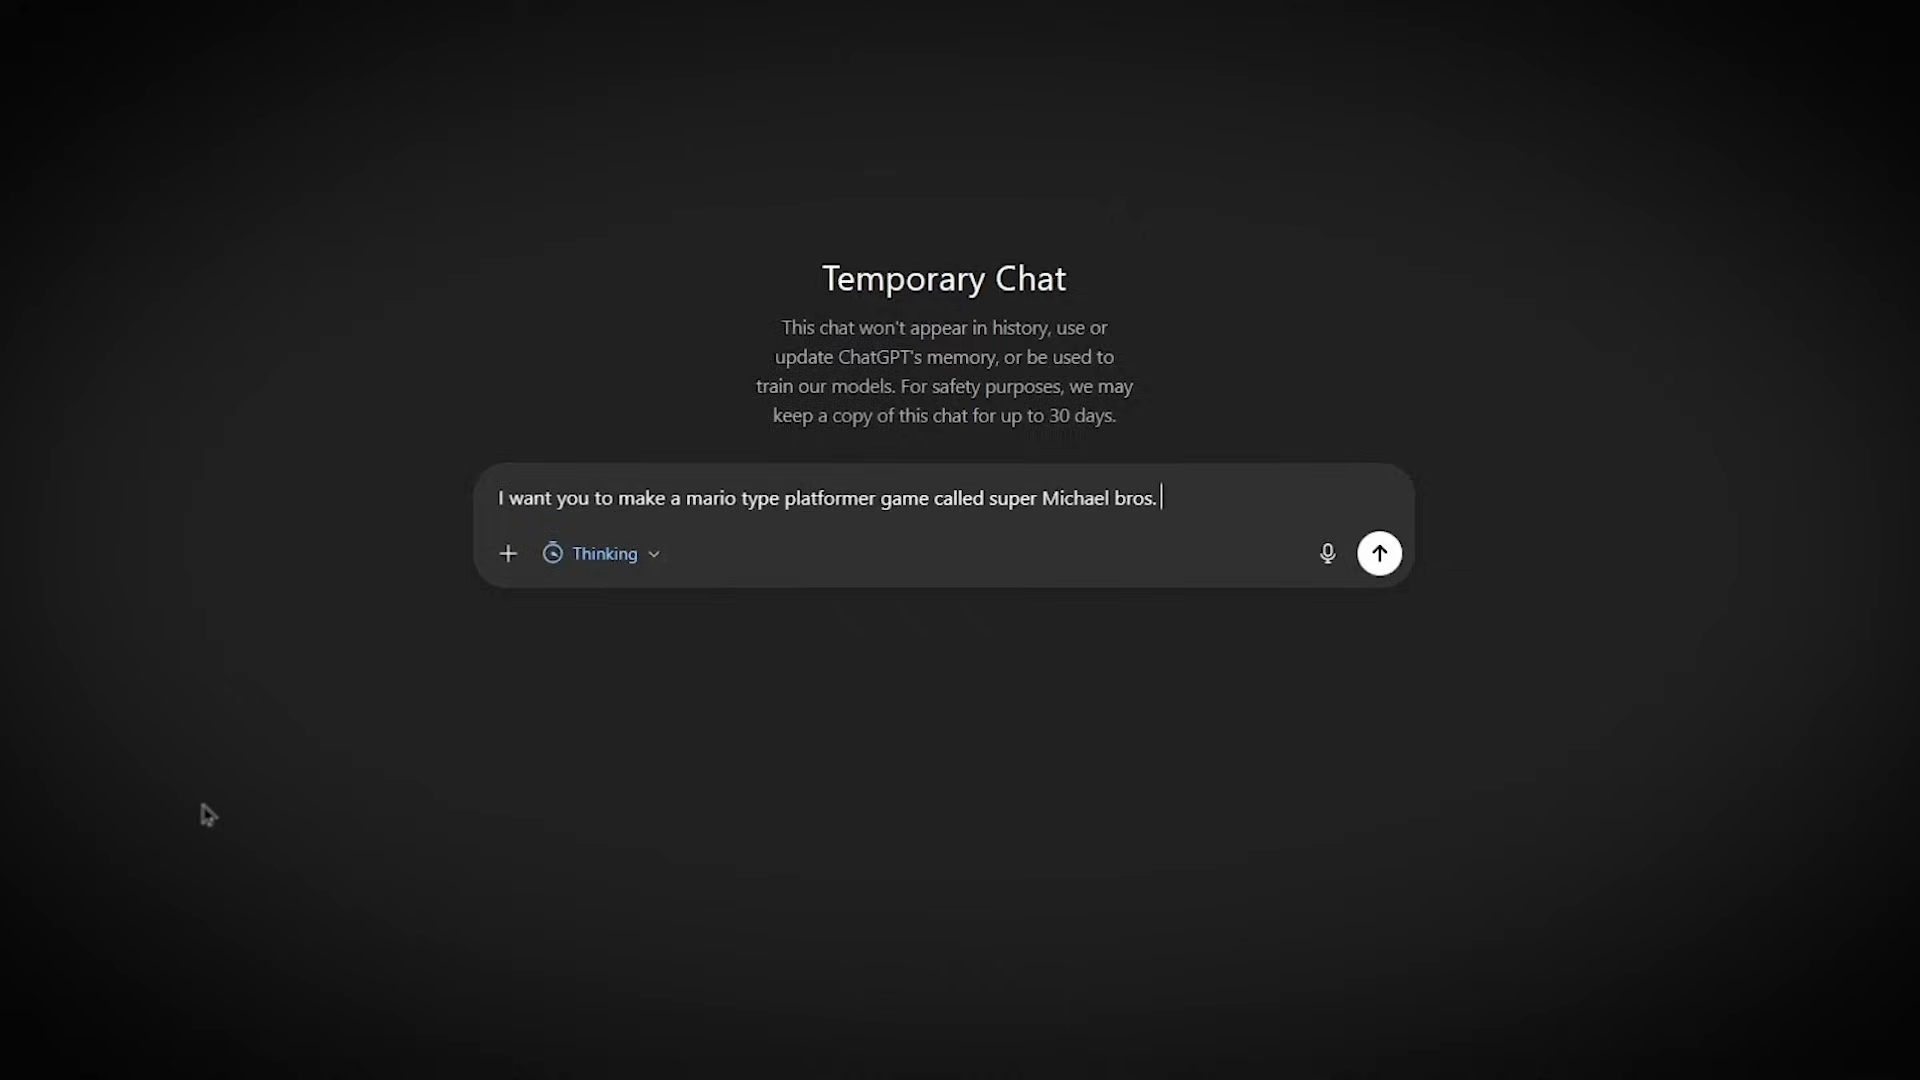 Temporary Chat
This chat won't appear in history, use or
update ChatGPT's memory, or be used to
train our models. For safety purposes, we may
keep a copy of this chat for up to 30 days.
I want you to make a mario type platformer game called super Michael bros.
Thinking